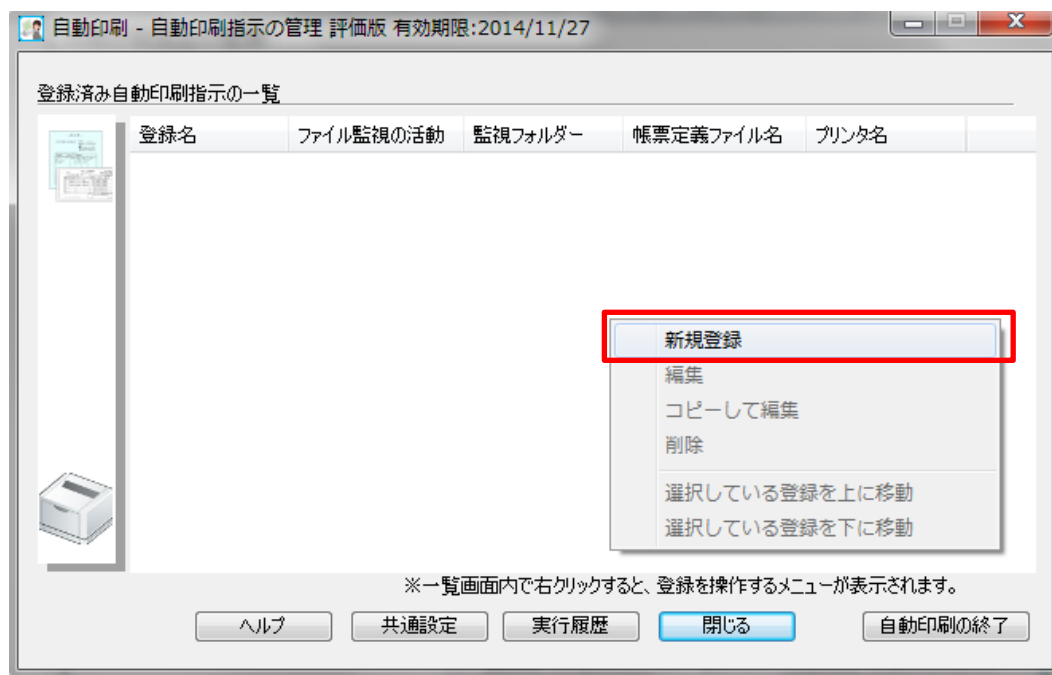 自動印刷 - 自動印刷指示の管理 評価版 有効期限:2014/11/27
登録済み自動印刷指示の一覧
登録名 ファイル監視の活動 監視フォルダー 帳票定義ファイル名 プリンタ名
新規登録
編集
コピーして編集
削除
選択している登録を上に移動
選択している登録を下に移動
※一覧画面内で右クリックすると、登録を操作するメニューが表示されます。
ヘルプ 共通設定 実行履歴 閉じる 自動印刷の終了